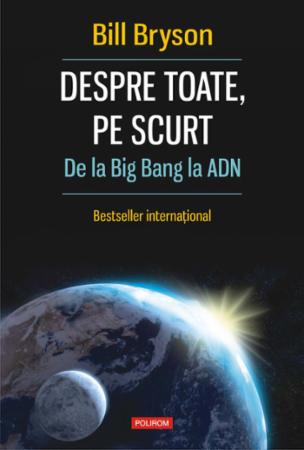 Bill Bryson
DESPRE TOATE,
PE SCURT
De la Big Bang la ADN
Bestseller internațional
POLIROM